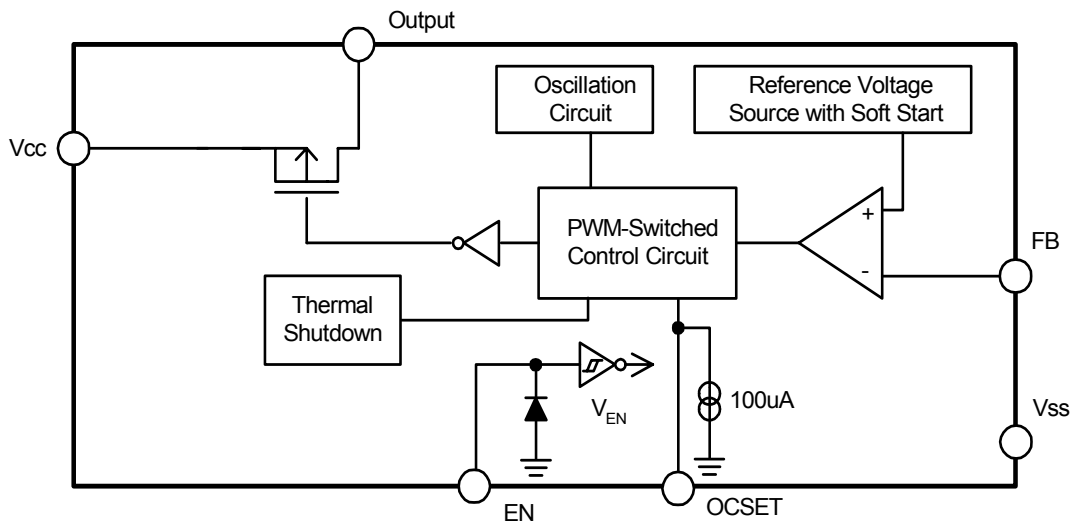 Output
Vcc
Oscillation
Circuit
Reference Voltage
Source with Soft Start
PWM-Switched
Control Circuit
+
-
FB
Thermal
Shutdown
V_EN
100uA
Vss
EN
OCSET